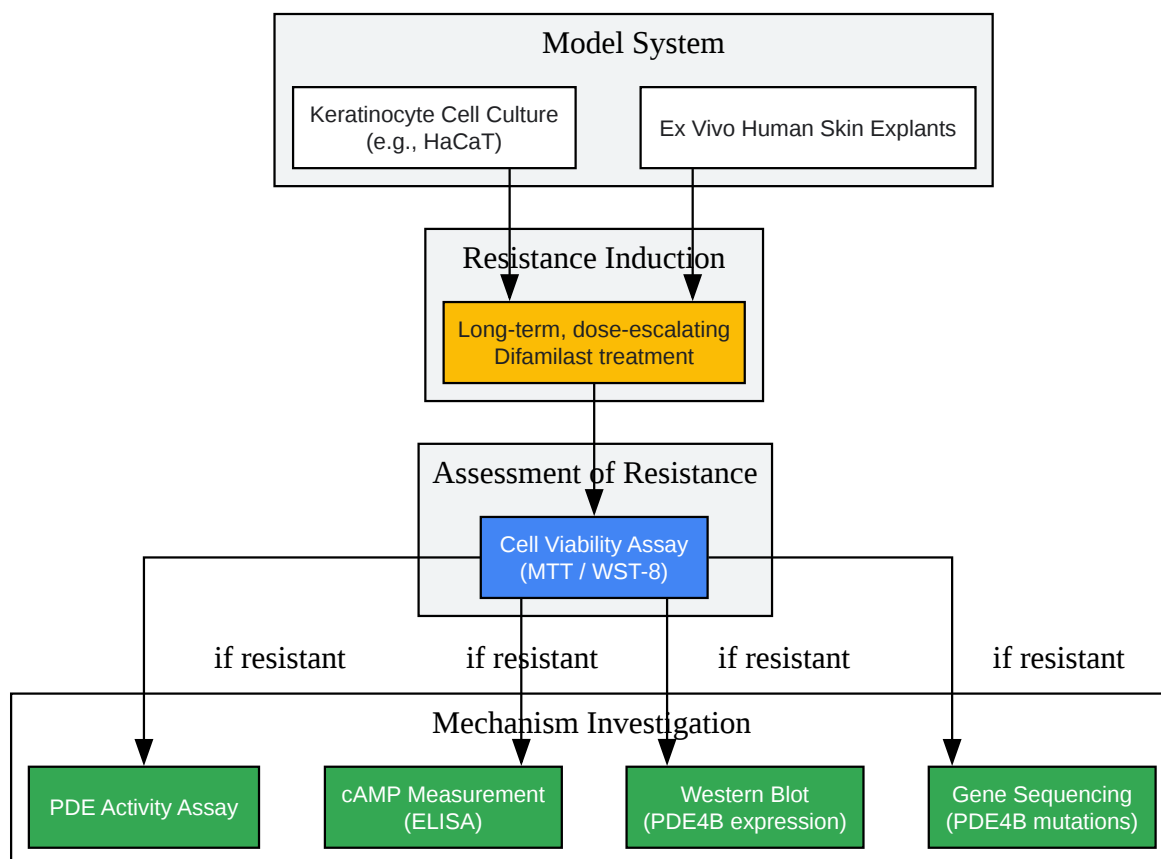 Model System
Keratinocyte Cell Culture
(e.g., HaCaT)
Ex Vivo Human Skin Explants
Resistance Induction
Long-term, dose-escalating
Difamilast treatment
Assessment of Resistance
Cell Viability Assay
(MTT / WST-8)
if resistant
if resistant
if resistant
if resistant
Mechanism Investigation
PDE Activity Assay
cAMP Measurement
(ELISA)
Western Blot
(PDE4B expression)
Gene Sequencing
(PDE4B mutations)